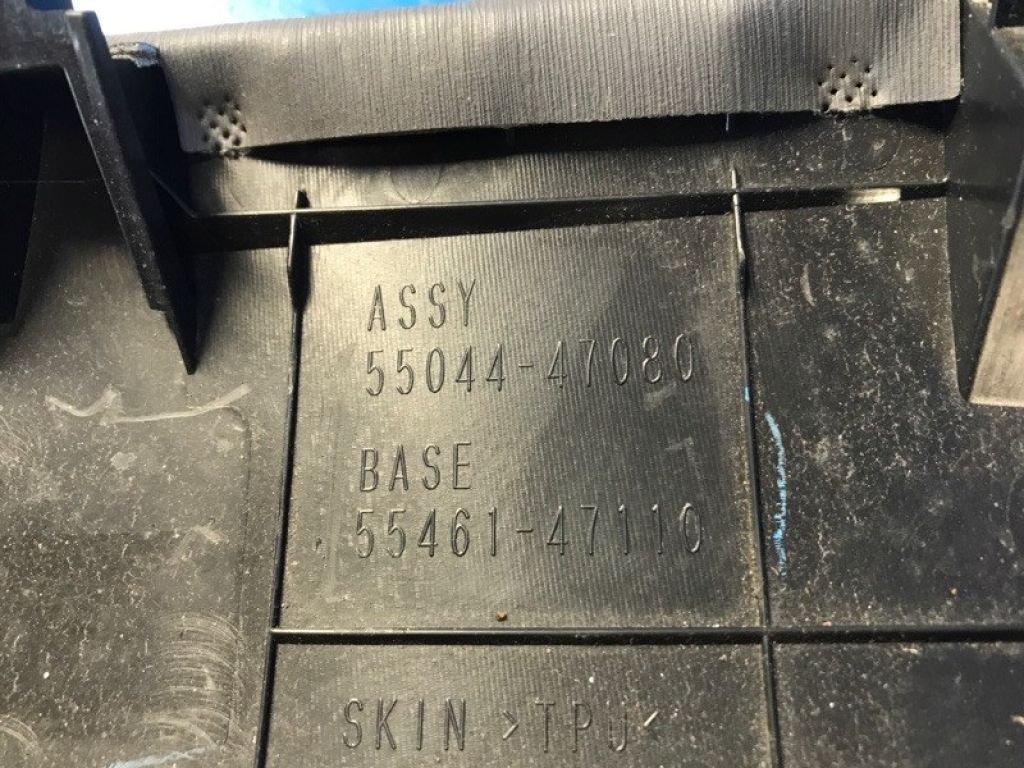 ASSY
55044-47080
BASE
55461-47110
SKIN >TPU<